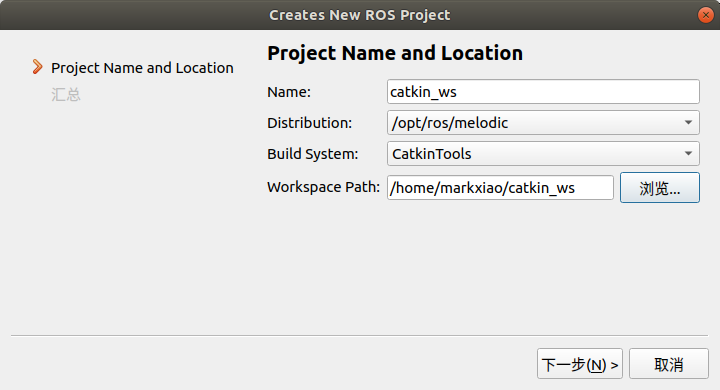 Creates New ROS Project
Project Name and Location
汇总
Project Name and Location
Name: catkin_ws
Distribution: /opt/ros/melodic
Build System: CatkinTools
Workspace Path: /home/markxiao/catkin_ws 浏览...
下一步(N) > 取消